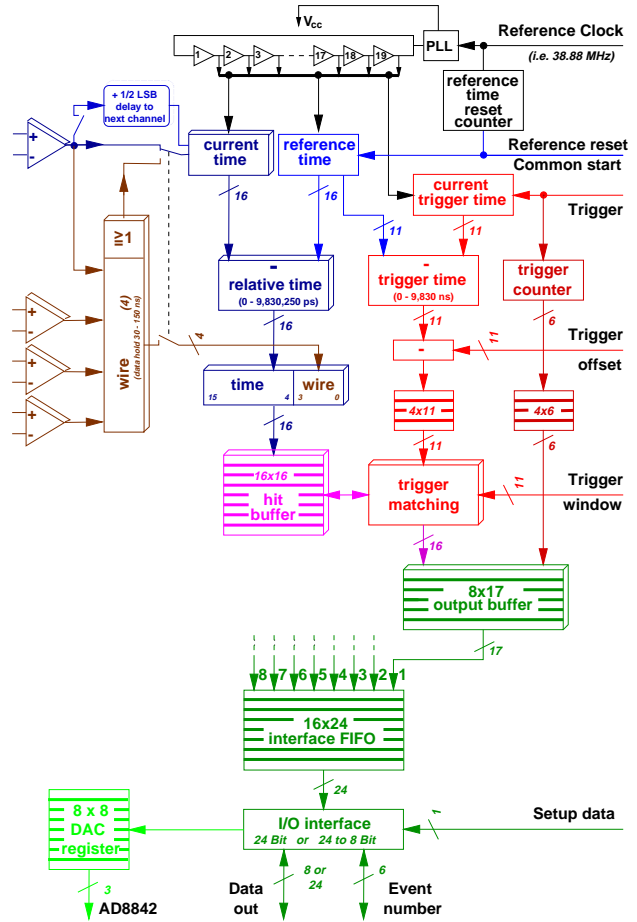 Vcc
Reference Clock
(i.e. 38.88 MHz)
PLL
1 2 3 17 18 19
reference
time
reset
counter
+ 1/2 LSB
delay to
next channel
+
-
current
time
reference
time
Reference reset
Common start
current
trigger time
Trigger
16
16
11
11
≥1
=
-
relative time
(0 - 9,830,250 ps)
-
trigger time
(0 - 9,830 ns)
trigger
counter
wire (4)
(data hold 30 - 150 ns)
+
-
+
-
+
-
4
16
11
6
-
11
Trigger
offset
time
15 4
wire
3 0
4x11
4x6
16
11
6
16x16
hit
buffer
trigger
matching
11
Trigger
window
16
8x17
output buffer
17
8 7 6 5 4 3 2 1
16x24
interface FIFO
24
8 x 8
DAC
register
I/O interface
24 Bit or 24 to 8 Bit
1
Setup data
3
AD8842
Data
out
8 or
24
6
Event
number